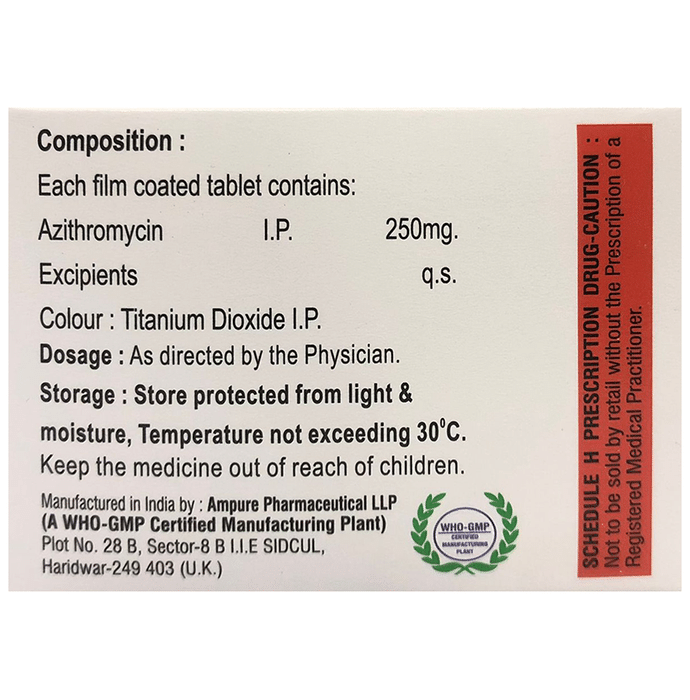 Composition :
Each film coated tablet contains:
Azithromycin I.P. 250mg.
Excipients q.s.
Colour : Titanium Dioxide I.P.
Dosage : As directed by the Physician.
Storage : Store protected from light &
moisture, Temperature not exceeding 30⁰C.
Keep the medicine out of reach of children.
Manufactured in India by : Ampure Pharmaceutical LLP
(A WHO-GMP Certified Manufacturing Plant)
Plot No. 28 B, Sector-8 B I.I.E SIDCUL,
Haridwar-249 403 (U.K.)
WHO-GMP
CERTIFIED
MANUFACTURING
PLANT
SCHEDULE H PRESCRIPTION DRUG-CAUTION :
Not to be sold by retail without the Prescription of a
Registered Medical Practitioner.